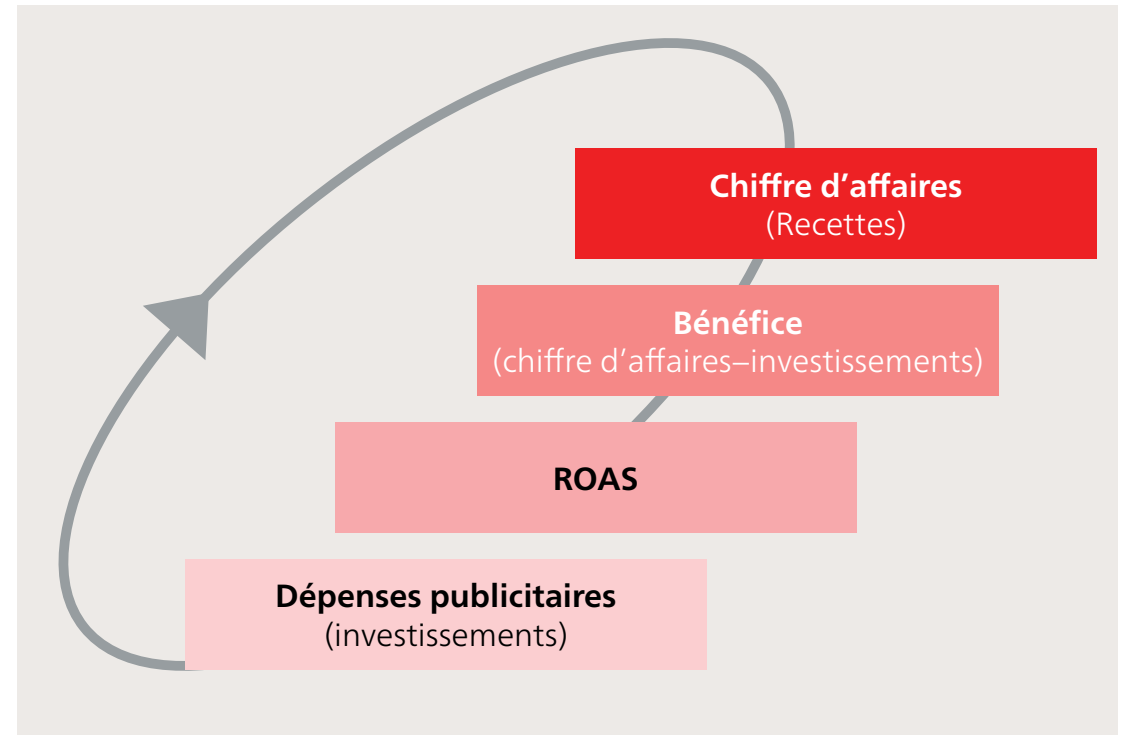 Chiffre d’affaires
(Recettes)
Bénéfice
(chiffre d’affaires–investissements)
ROAS
Dépenses publicitaires
(investissements)